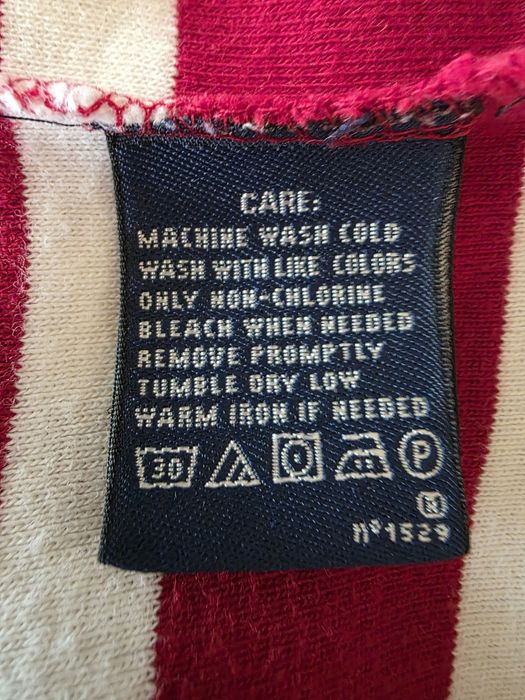 CARE:
MACHINE WASH COLD
WASH WITH LIKE COLORS
ONLY NON-CHLORINE
BLEACH WHEN NEEDED
REMOVE PROMPTLY
TUMBLE DRY LOW
WARM IRON IF NEEDED
30 P
N
nº1529